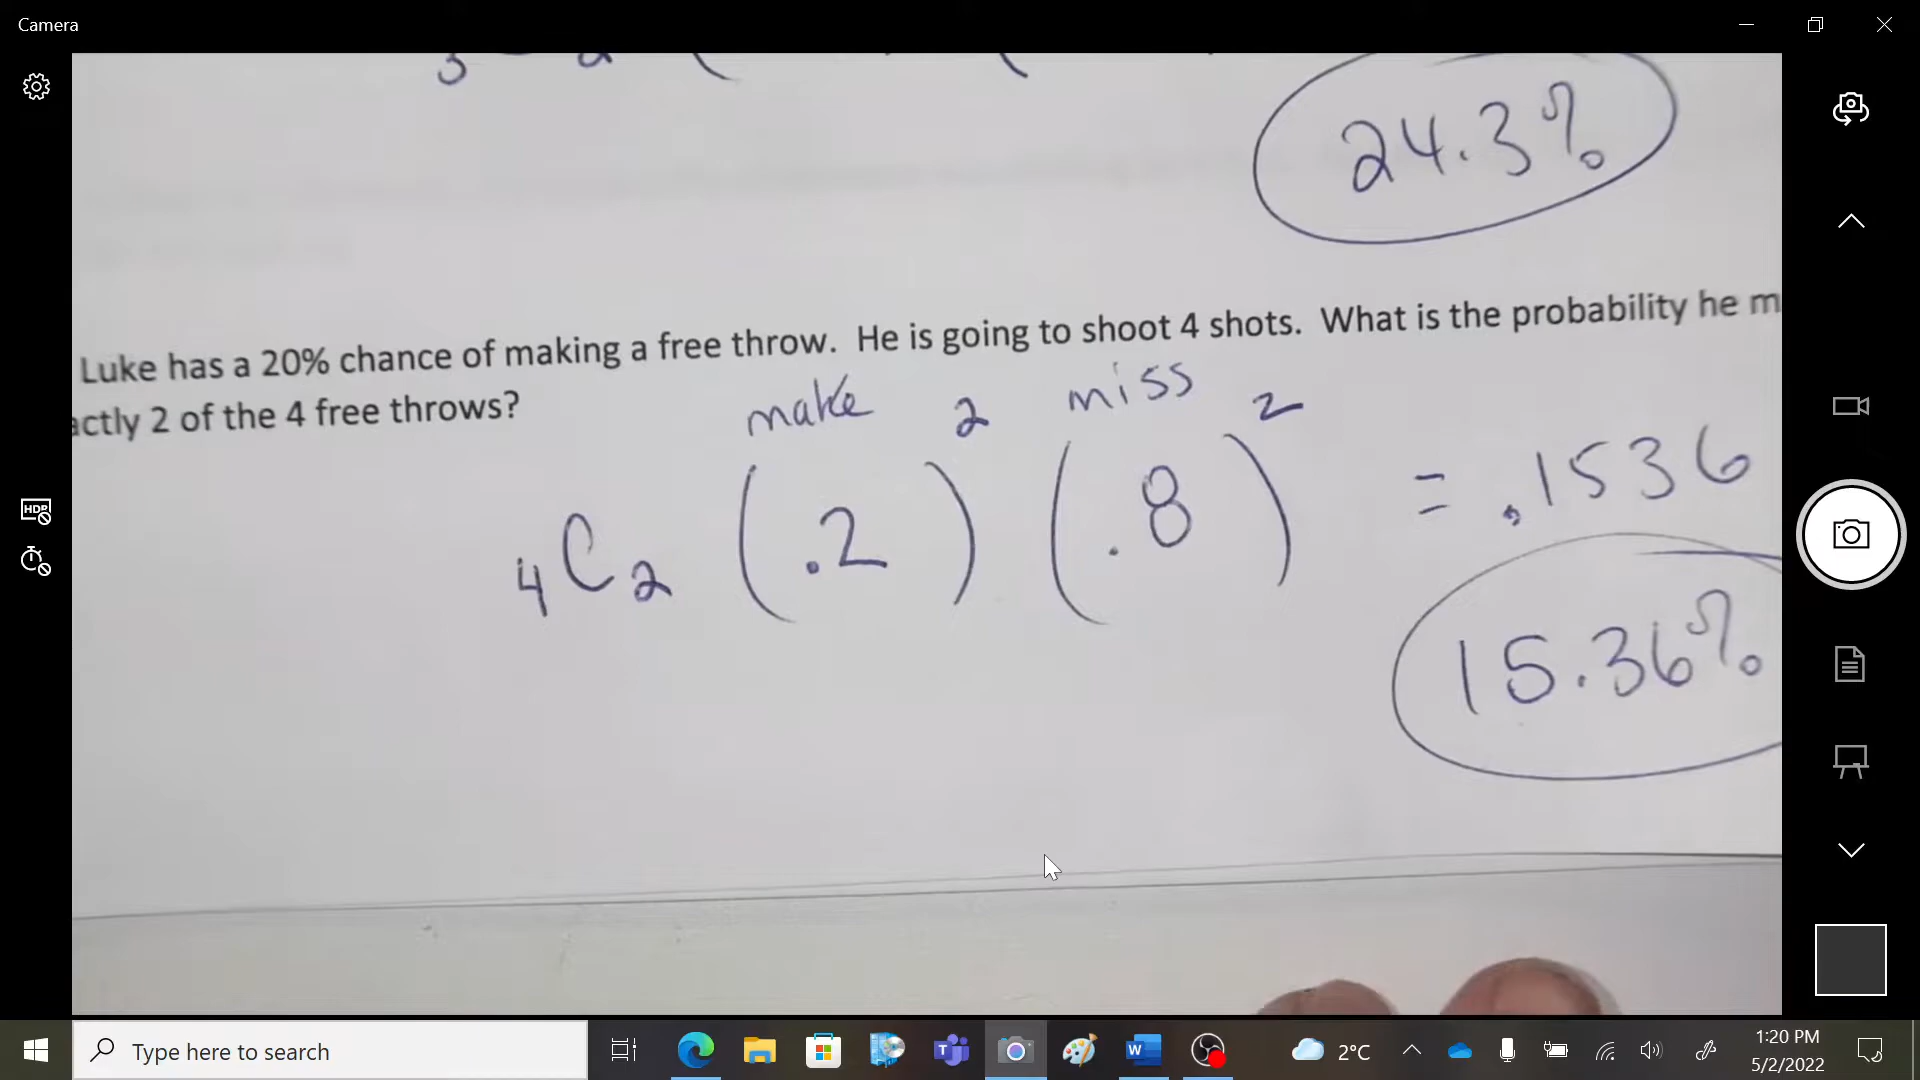 Camera
24.3%
Luke has a 20% chance of making a free throw. He is going to shoot 4 shots. What is the probability he m
actly 2 of the 4 free throws?
make 2 miss 2
4C2 (.2) (.8) = .1536
15.36%
HDR
Type here to search
2°C
1:20 PM
5/2/2022